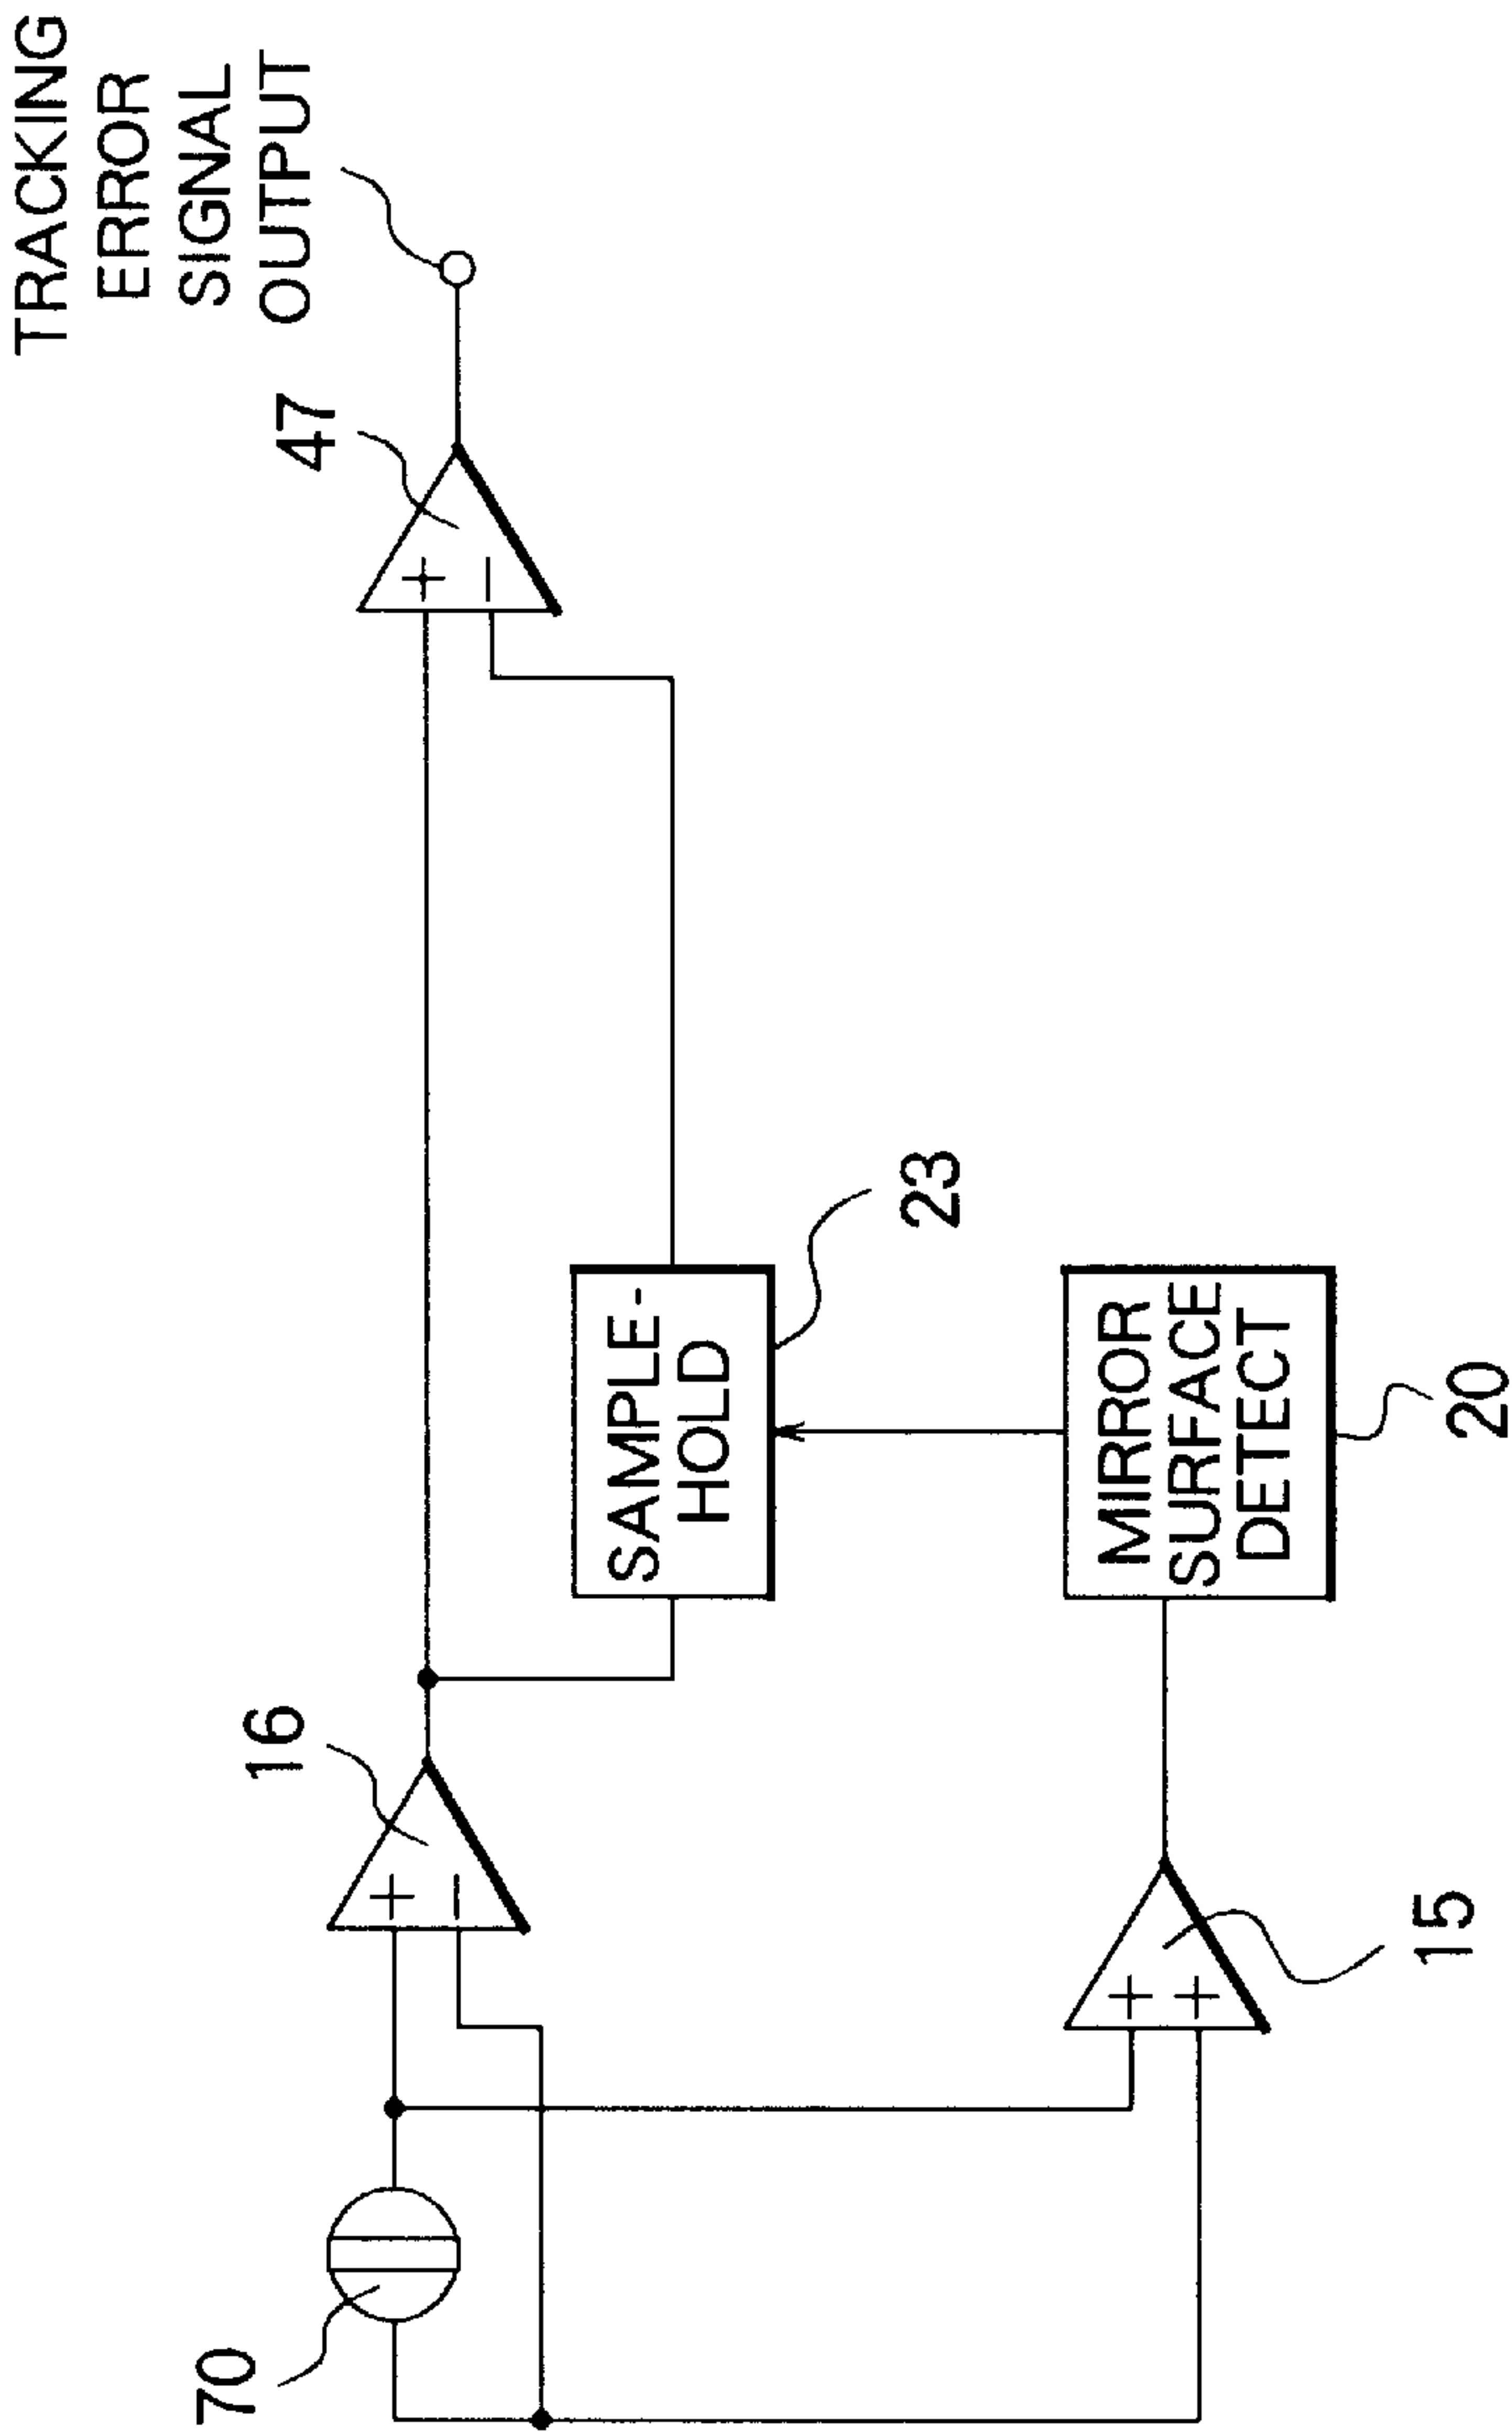 TRACKING
ERROR
SIGNAL
OUTPUT
47
16
70
+
−
+
−
SAMPLE-
HOLD
23
MIRROR
SURFACE
DETECT
20
+
+
15